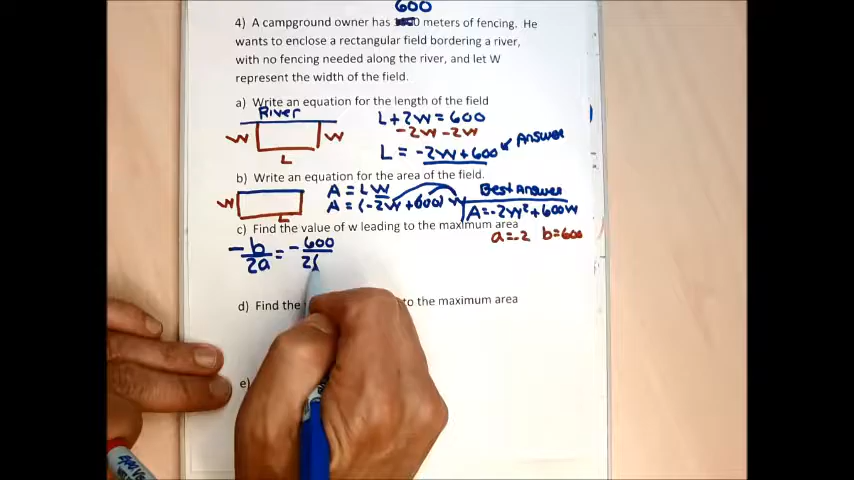 600
4) A campground owner has meters of fencing. He
wants to enclose a rectangular field bordering a river,
with no fencing needed along the river, and let W
represent the width of the field.
a) Write an equation for the length of the field
River
L + 2W = 600
W W
-2W -2W
L
L = -2W + 600 Answer
b) Write an equation for the area of the field.
W
L
A = LW
A = (-2W + 600) W
Best Answer
A = -2W² + 600W
c) Find the value of w leading to the maximum area
a = -2 b = 600
-b/2a = -600/2(
d) Find the to the maximum area
e)